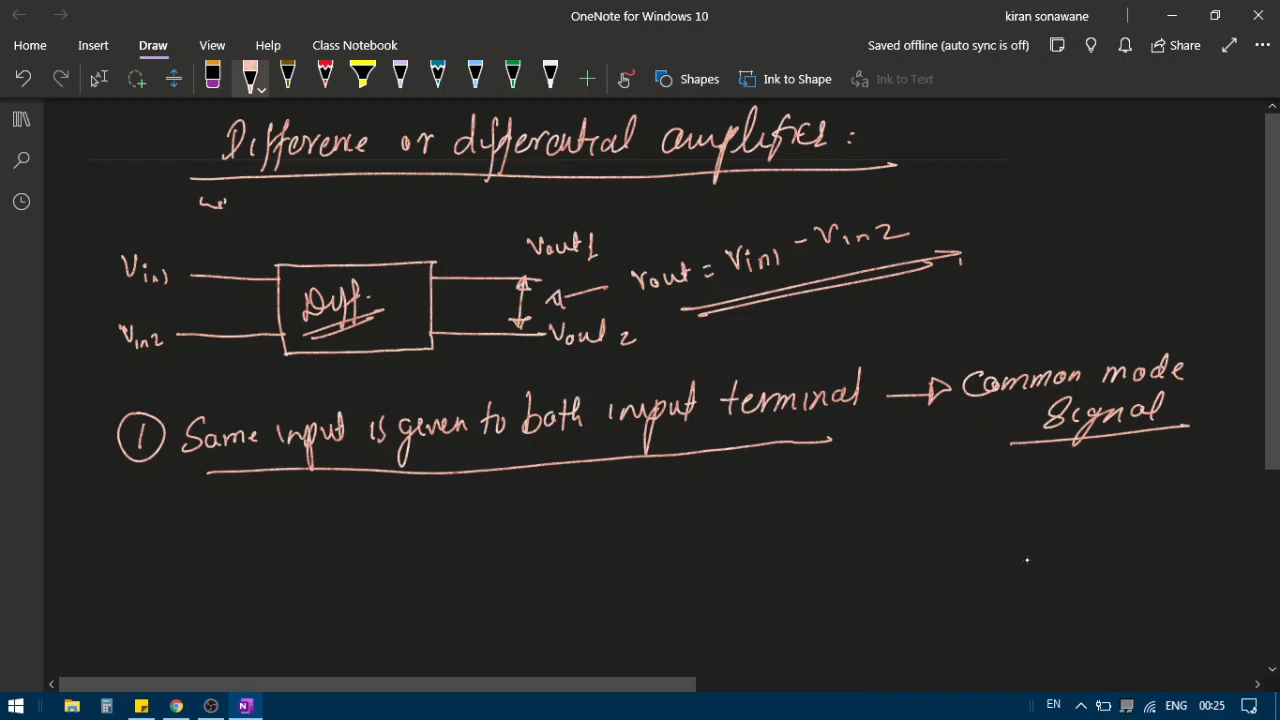 OneNote for Windows 10
kiran sonawane
Home Insert Draw View Help Class Notebook
Saved offline (auto sync is off) Share
Shapes Ink to Shape Ink to Text
Difference or differential amplifier:
Vin1
Vin2
Diff.
Vout1
Vout 2
Vout = Vin1 - Vin2
① Same input is given to both input terminal → Common mode
Signal
EN ENG 00:25